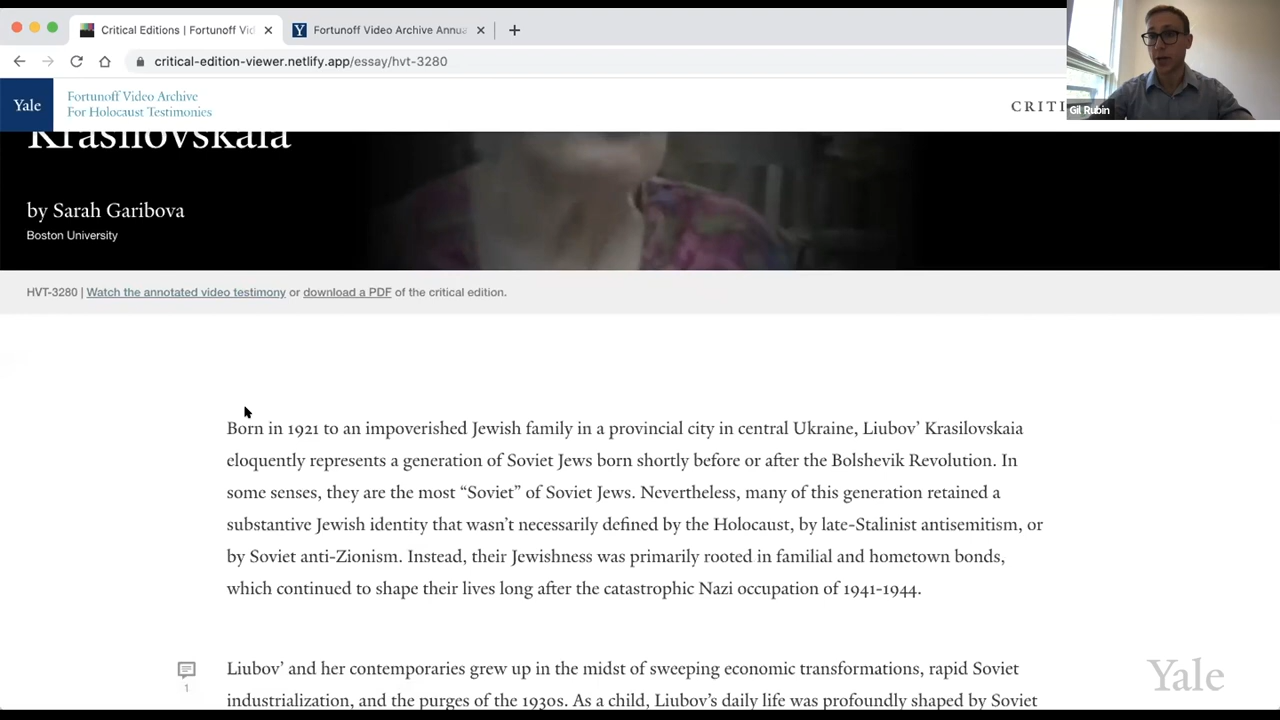 Critical Editions | Fortunoff Vid
Fortunoff Video Archive Annua
critical-edition-viewer.netlify.app/essay/hvt-3280
Yale
Fortunoff Video Archive
For Holocaust Testimonies
CRITI
Gil Rubin
Krasilovskaia
by Sarah Garibova
Boston University
HVT-3280 | Watch the annotated video testimony or download a PDF of the critical edition.
Born in 1921 to an impoverished Jewish family in a provincial city in central Ukraine, Liubov’ Krasilovskaia
eloquently represents a generation of Soviet Jews born shortly before or after the Bolshevik Revolution. In
some senses, they are the most “Soviet” of Soviet Jews. Nevertheless, many of this generation retained a
substantive Jewish identity that wasn’t necessarily defined by the Holocaust, by late-Stalinist antisemitism, or
by Soviet anti-Zionism. Instead, their Jewishness was primarily rooted in familial and hometown bonds,
which continued to shape their lives long after the catastrophic Nazi occupation of 1941-1944.
1
Liubov’ and her contemporaries grew up in the midst of sweeping economic transformations, rapid Soviet
industrialization, and the purges of the 1930s. As a child, Liubov’s daily life was profoundly shaped by Soviet
Yale